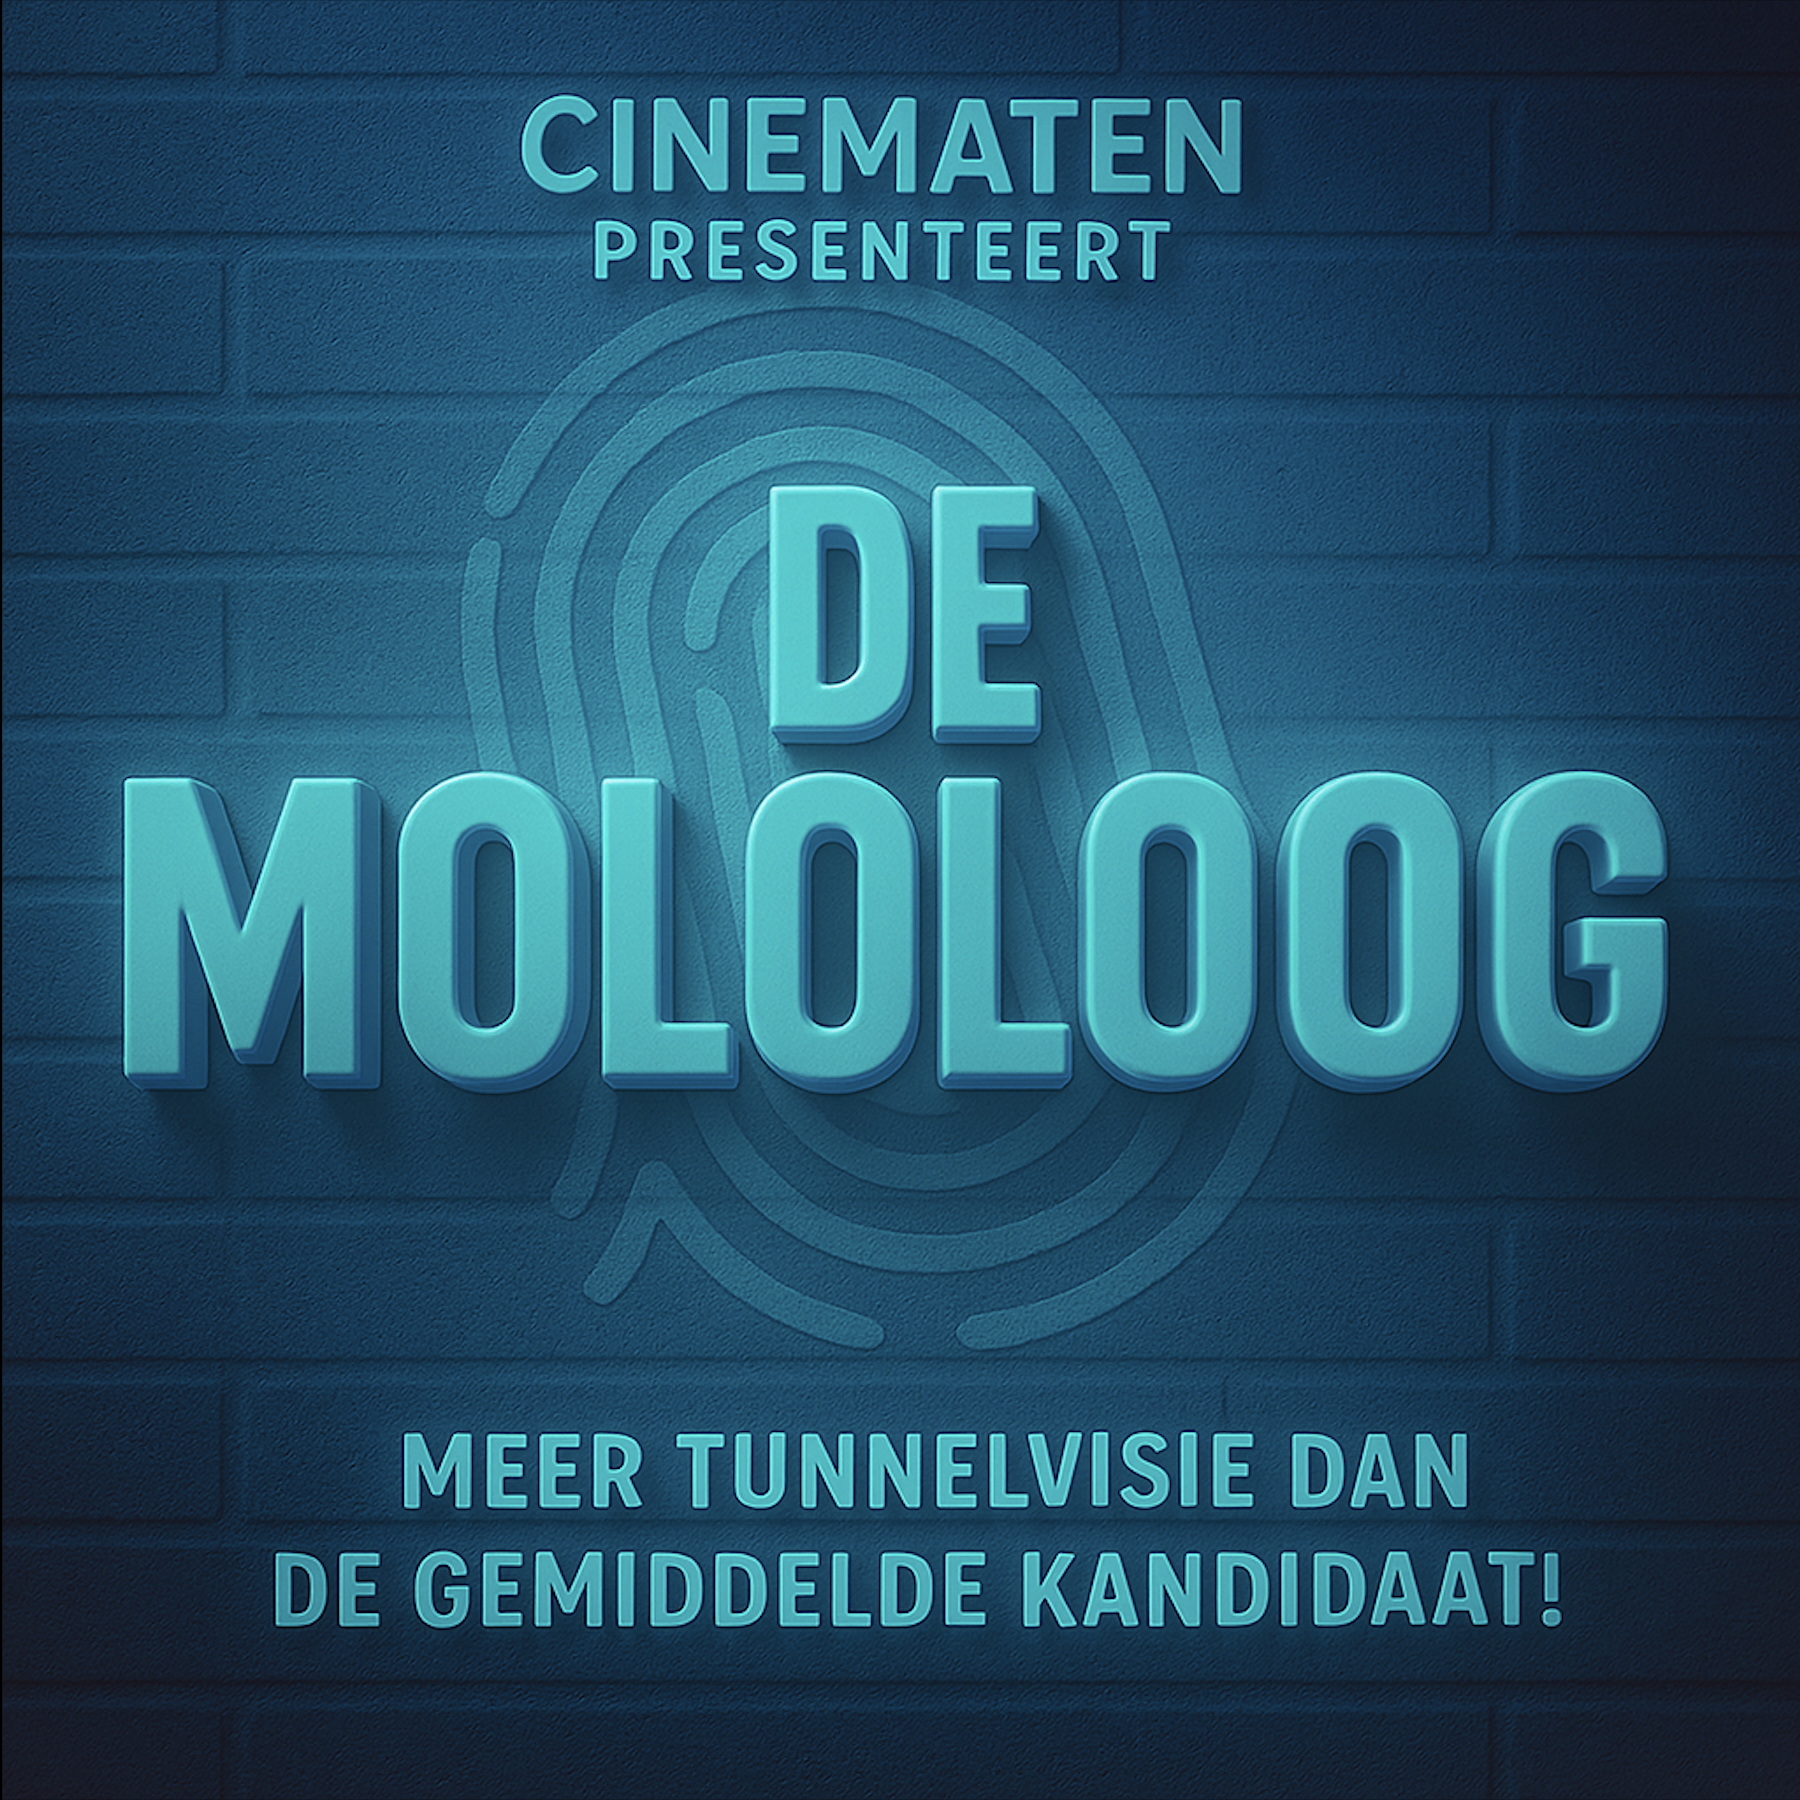 CINEMATEN
PRESENTEERT
DE
MOLOLOOG
MEER TUNNELVISIE DAN
DE GEMIDDELDE KANDIDAAT!